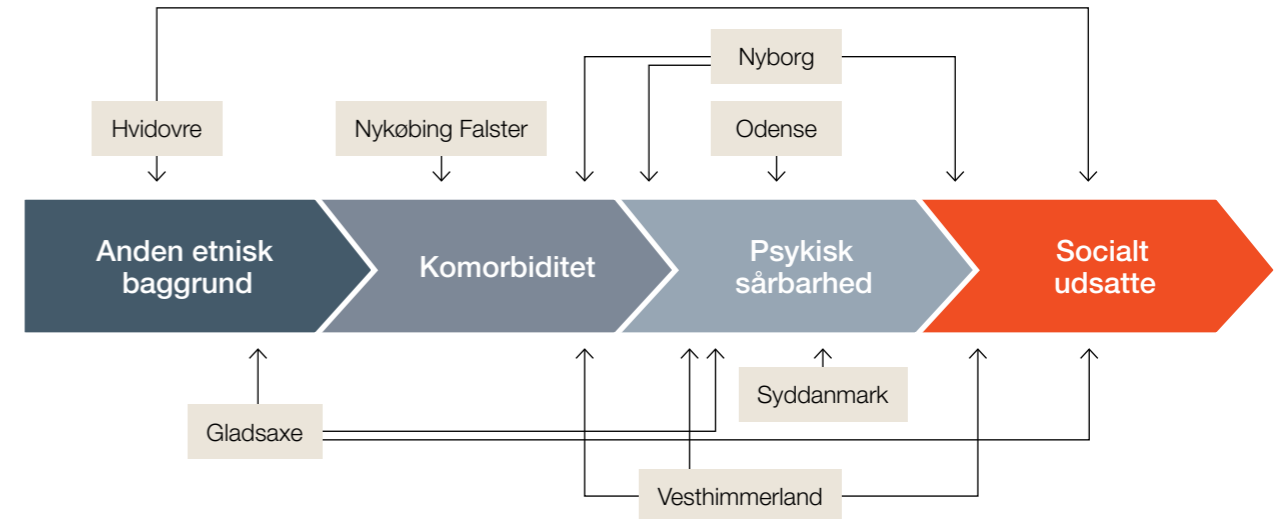 Nyborg
Hvidovre
Nykøbing Falster
Odense
Anden etnisk
baggrund
Komorbiditet
Psykisk
sårbarhed
Socialt
udsatte
Syddanmark
Gladsaxe
Vesthimmerland